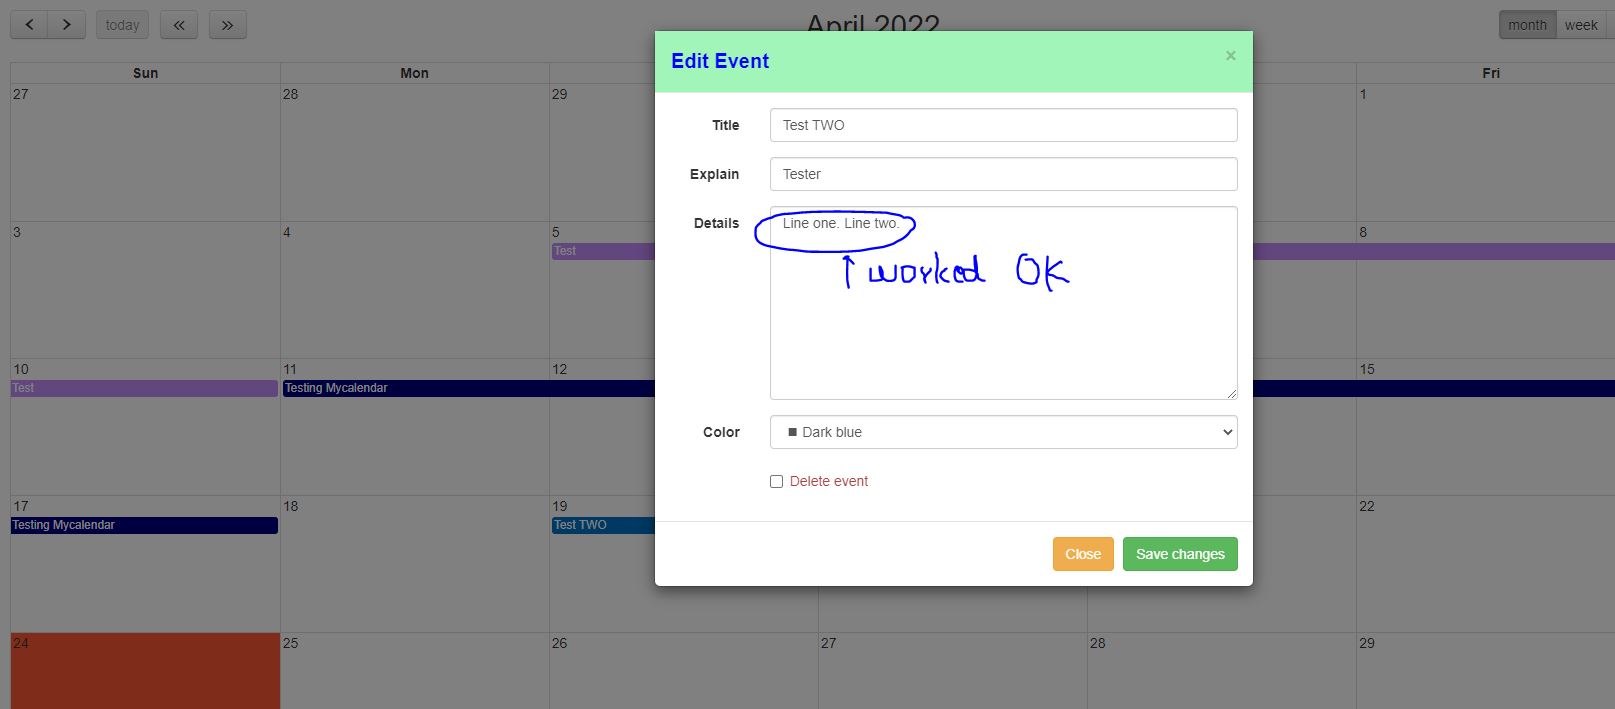 today
April 2022
month week
Sun Mon Fri
27 28 29 1
3 4 5 8
Test
10 11 12 15
Test Testing Mycalendar
17 18 19 22
Testing Mycalendar Test TWO
24 25 26 27 28 29
Edit Event ×
Title Test TWO
Explain Tester
Details Line one. Line two.
worked OK
Color ■ Dark blue
Delete event
Close Save changes